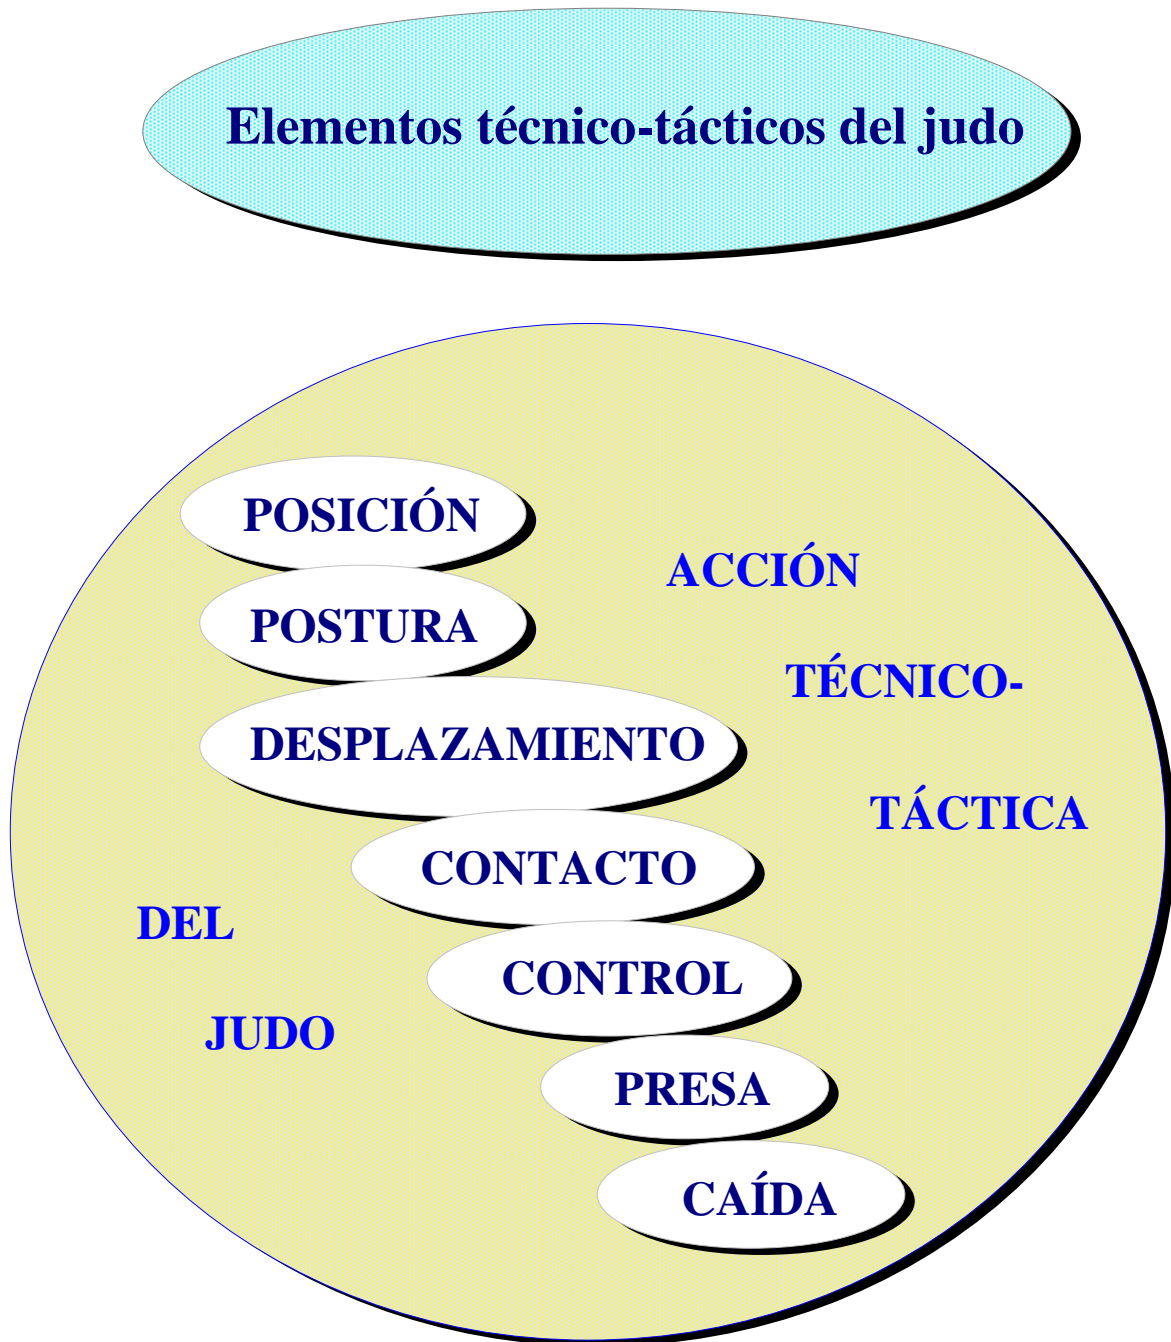 Elementos técnico-tácticos del judo
POSICIÓN
ACCIÓN
POSTURA
TÉCNICO-
DESPLAZAMIENTO
TÁCTICA
CONTACTO
DEL
CONTROL
JUDO
PRESA
CAÍDA